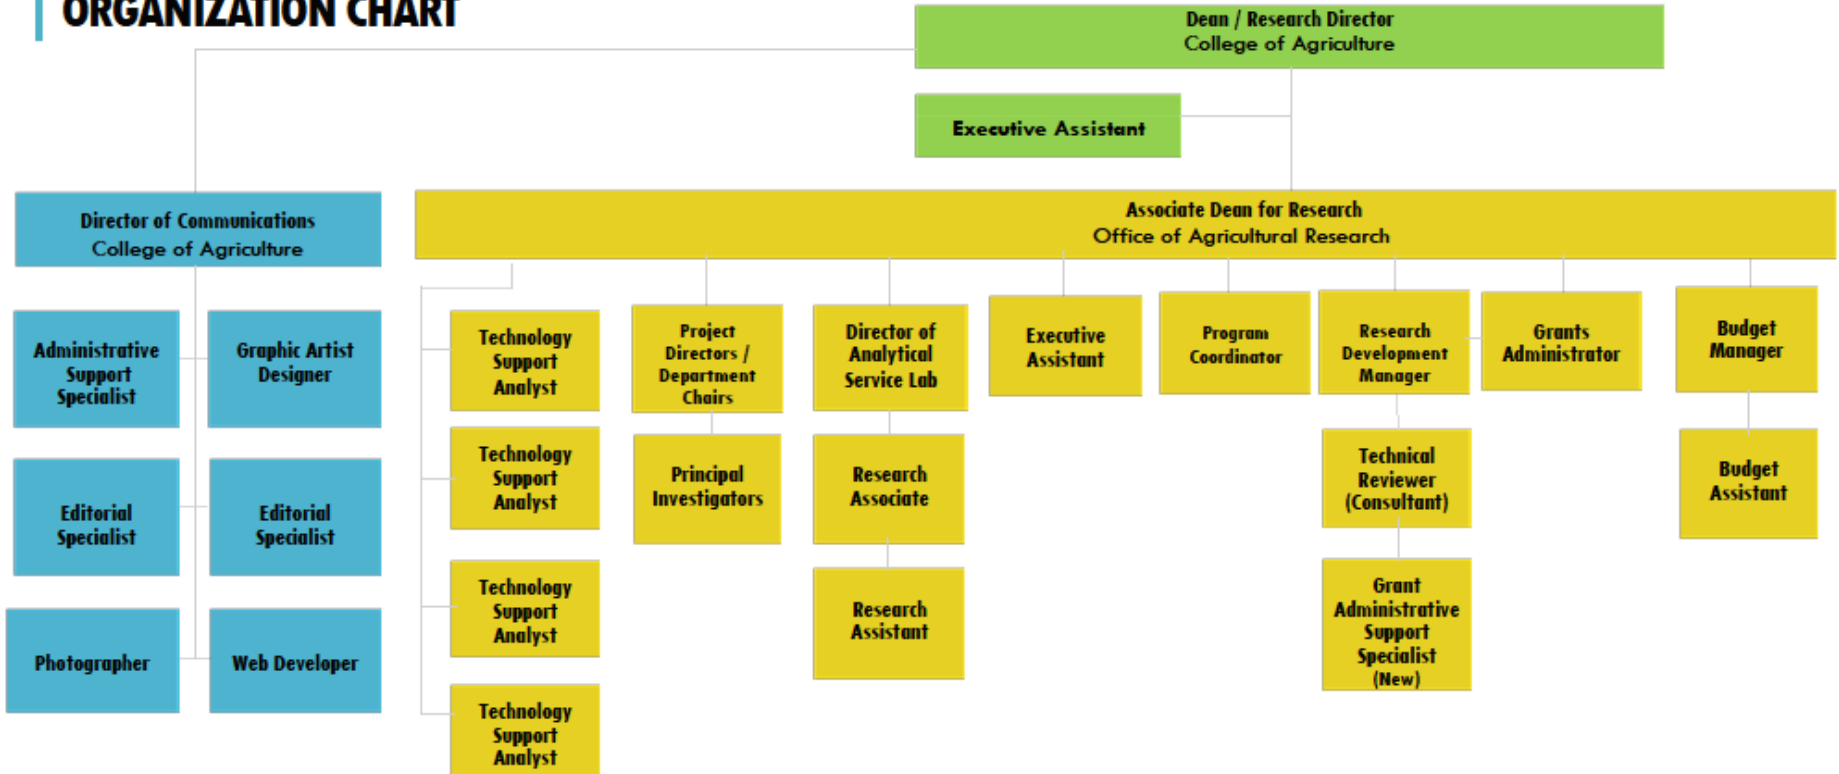 ORGANIZATION CHART
Dean / Research Director
College of Agriculture
Executive Assistant
Director of Communications
College of Agriculture
Associate Dean for Research
Office of Agricultural Research
Administrative
Support
Specialist
Graphic Artist
Designer
Editorial
Specialist
Editorial
Specialist
Photographer
Web Developer
Technology
Support
Analyst
Technology
Support
Analyst
Technology
Support
Analyst
Technology
Support
Analyst
Project
Directors /
Department
Chairs
Principal
Investigators
Director of
Analytical
Service Lab
Research
Associate
Research
Assistant
Executive
Assistant
Program
Coordinator
Research
Development
Manager
Technical
Reviewer
(Consultant)
Grant
Administrative
Support
Specialist
(New)
Grants
Administrator
Budget
Manager
Budget
Assistant